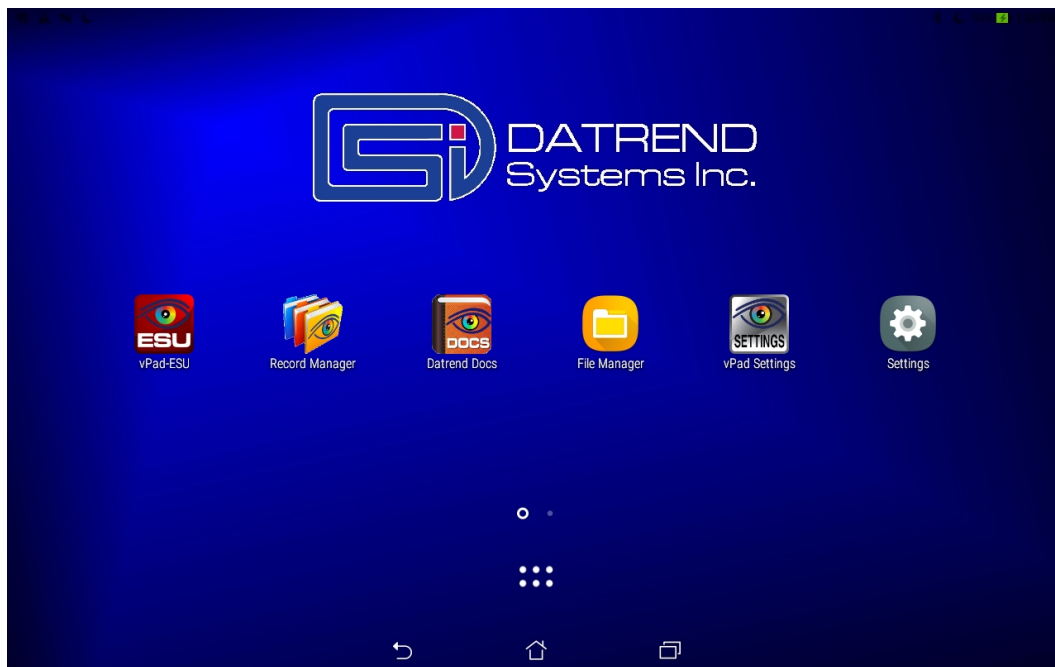 DATREND
Systems Inc.
ESU
DOCS
SETTINGS
vPad-ESU
Record Manager
Datrend Docs
File Manager
vPad Settings
Settings